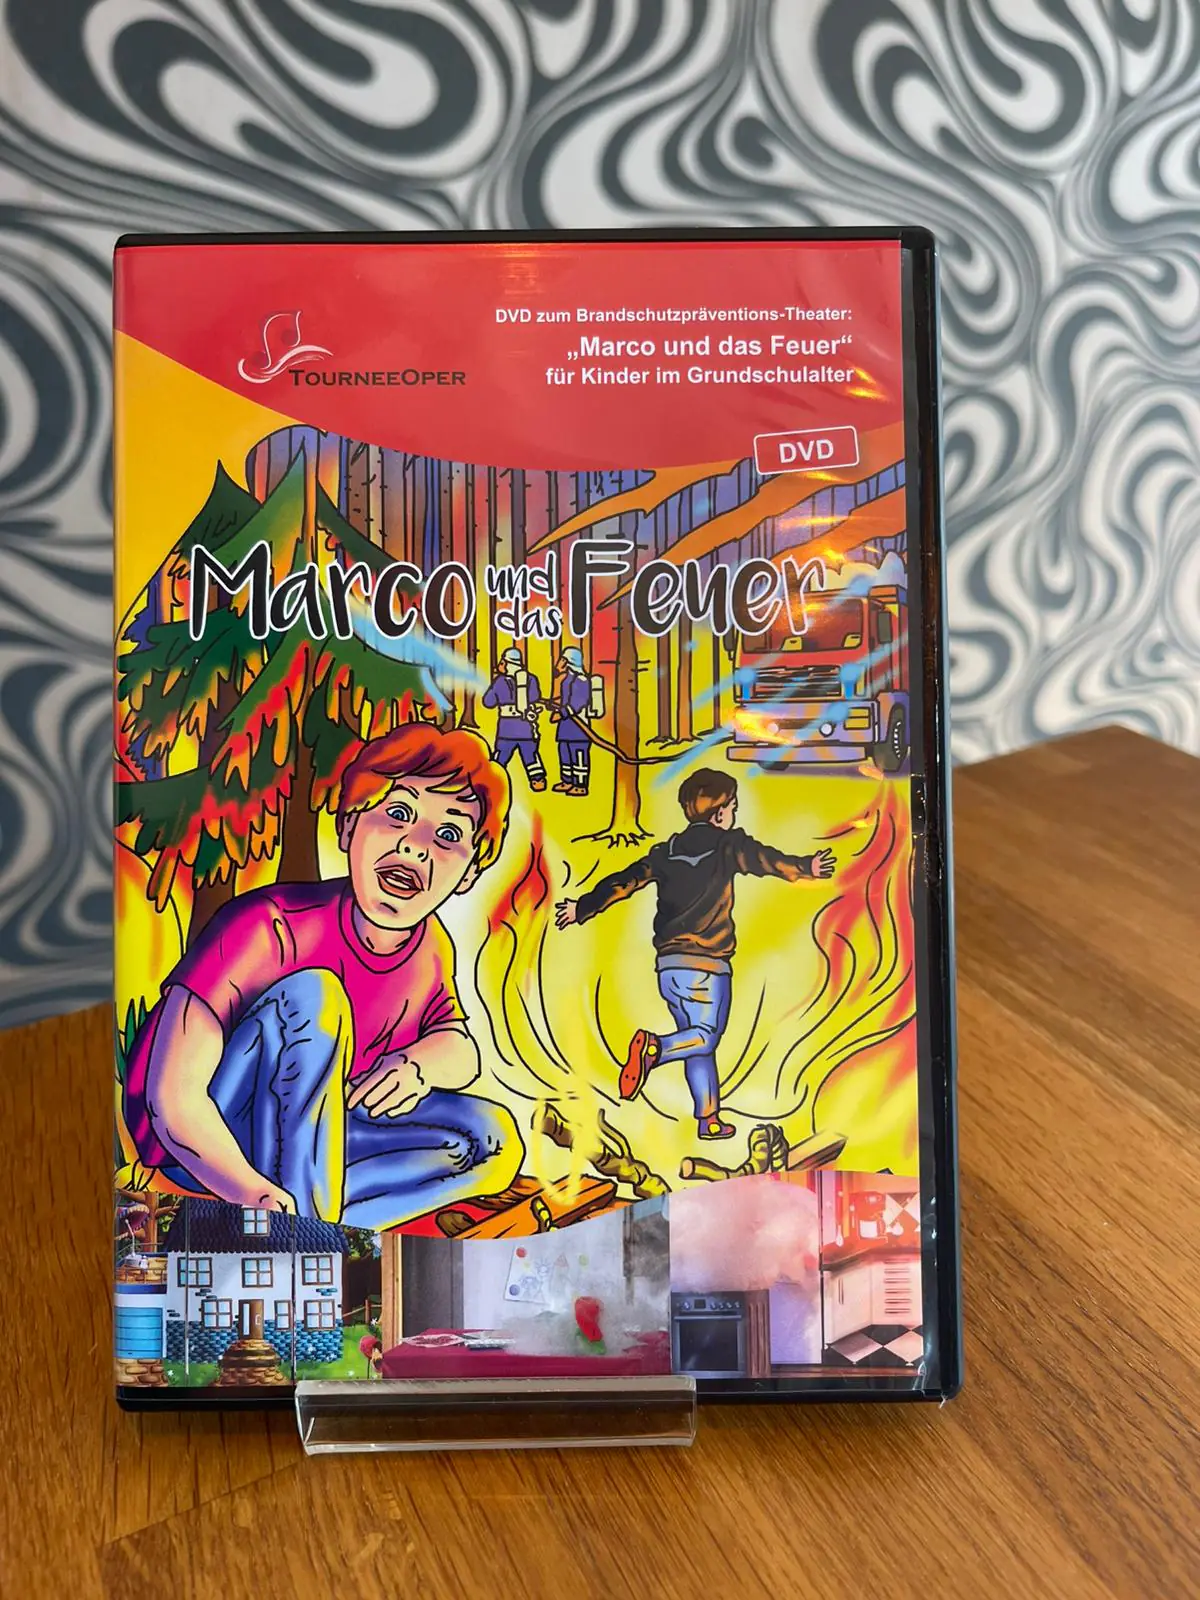 TOURNEEOPER
DVD zum Brandschutzpräventions-Theater:
„Marco und das Feuer“
für Kinder im Grundschulalter
DVD
Marco und das Feuer